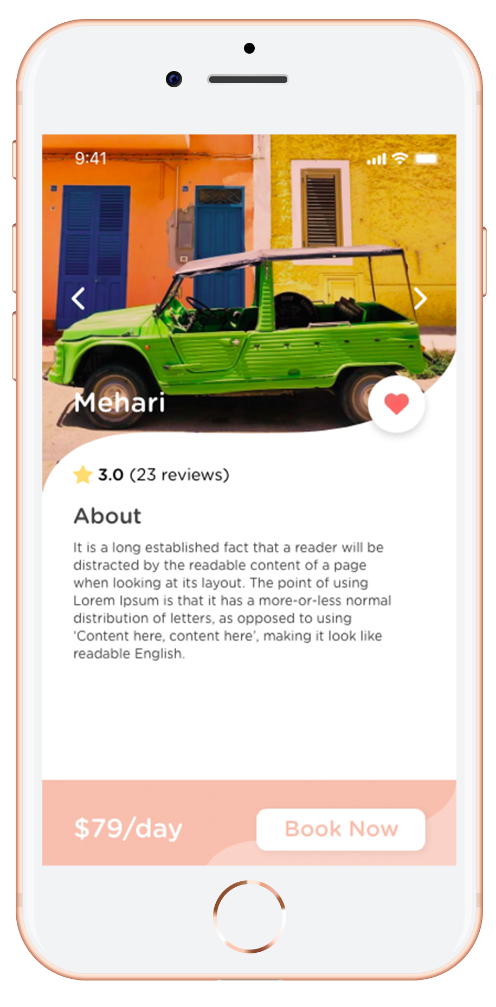 9:41
Mehari
3.0 (23 reviews)
About
It is a long established fact that a reader will be
distracted by the readable content of a page
when looking at its layout. The point of using
Lorem Ipsum is that it has a more-or-less normal
distribution of letters, as opposed to using
'Content here, content here', making it look like
readable English.
$79/day
Book Now